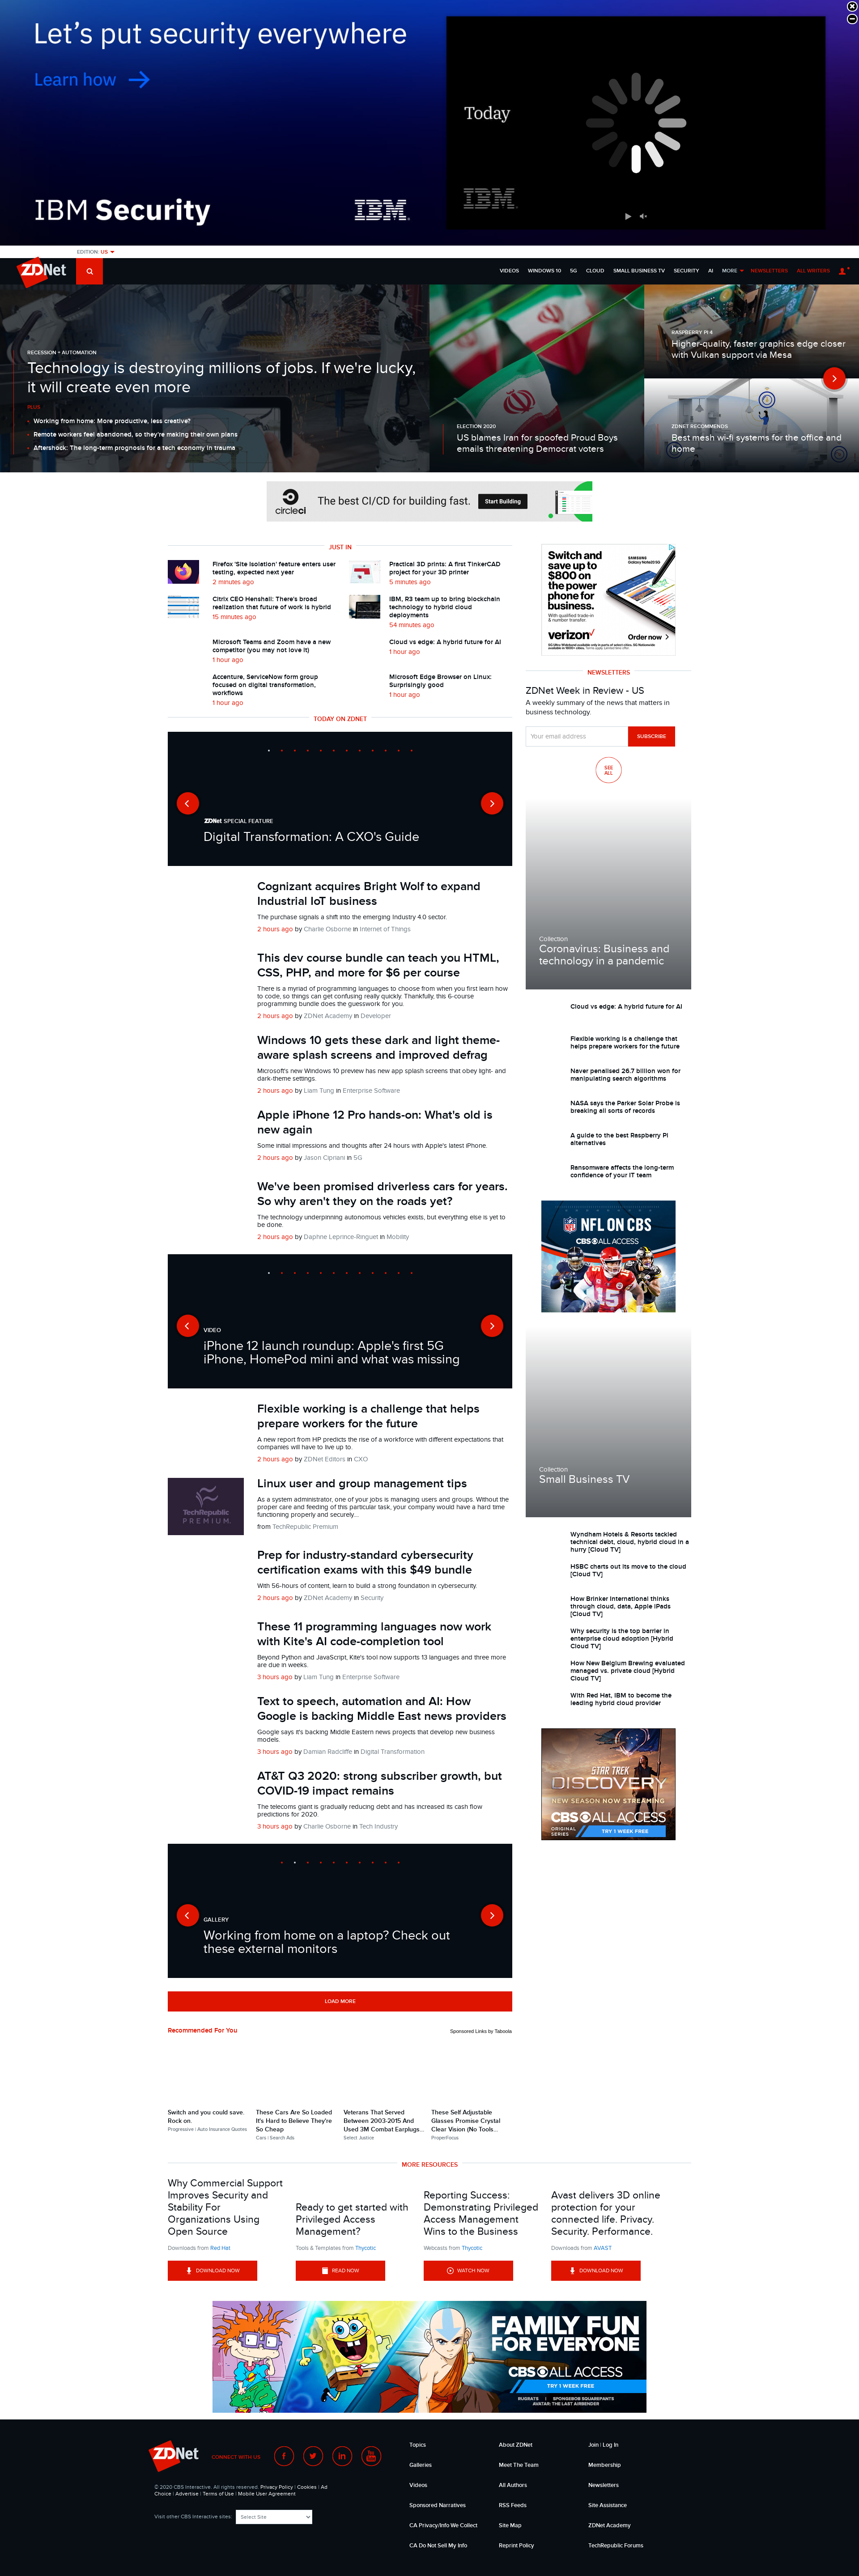 Let's put security everywhere
Learn how
Today
IBM Security
IBM
IBM
EDITION: US
ZDNet
VIDEOS
WINDOWS 10
5G
CLOUD
SMALL BUSINESS TV
SECURITY
AI
MORE
NEWSLETTERS
ALL WRITERS
RECESSION + AUTOMATION
Technology is destroying millions of jobs. If we're lucky,
it will create even more
PLUS
Working from home: More productive, less creative?
Remote workers feel abandoned, so they're making their own plans
Aftershock: The long-term prognosis for a tech economy in trauma
ELECTION 2020
US blames Iran for spoofed Proud Boys
emails threatening Democrat voters
RASPBERRY PI 4
Higher-quality, faster graphics edge closer
with Vulkan support via Mesa
ZDNET RECOMMENDS
Best mesh wi-fi systems for the office and
home
circleci
The best CI/CD for building fast.
Start Building
JUST IN
Firefox 'Site Isolation' feature enters user
testing, expected next year
2 minutes ago
Practical 3D prints: A first TinkerCAD
project for your 3D printer
5 minutes ago
Citrix CEO Henshall: There's broad
realization that future of work is hybrid
15 minutes ago
IBM, R3 team up to bring blockchain
technology to hybrid cloud
deployments
54 minutes ago
Microsoft Teams and Zoom have a new
competitor (you may not love it)
1 hour ago
Cloud vs edge: A hybrid future for AI
1 hour ago
Accenture, ServiceNow form group
focused on digital transformation,
workflows
1 hour ago
Microsoft Edge Browser on Linux:
Surprisingly good
1 hour ago
TODAY ON ZDNET
ZDNet SPECIAL FEATURE
Digital Transformation: A CXO's Guide
Cognizant acquires Bright Wolf to expand
Industrial IoT business
The purchase signals a shift into the emerging Industry 4.0 sector.
2 hours ago by Charlie Osborne in Internet of Things
This dev course bundle can teach you HTML,
CSS, PHP, and more for $6 per course
There is a myriad of programming languages to choose from when you first learn how
to code, so things can get confusing really quickly. Thankfully, this 6-course
programming bundle does the guesswork for you.
2 hours ago by ZDNet Academy in Developer
Windows 10 gets these dark and light theme-
aware splash screens and improved defrag
Microsoft's new Windows 10 preview has new app splash screens that obey light- and
dark-theme settings.
2 hours ago by Liam Tung in Enterprise Software
Apple iPhone 12 Pro hands-on: What's old is
new again
Some initial impressions and thoughts after 24 hours with Apple's latest iPhone.
2 hours ago by Jason Cipriani in 5G
We've been promised driverless cars for years.
So why aren't they on the roads yet?
The technology underpinning autonomous vehicles exists, but everything else is yet to
be done.
2 hours ago by Daphne Leprince-Ringuet in Mobility
VIDEO
iPhone 12 launch roundup: Apple's first 5G
iPhone, HomePod mini and what was missing
Flexible working is a challenge that helps
prepare workers for the future
A new report from HP predicts the rise of a workforce with different expectations that
companies will have to live up to.
2 hours ago by ZDNet Editors in CXO
TechRepublic
PREMIUM
Linux user and group management tips
As a system administrator, one of your jobs is managing users and groups. Without the
proper care and feeding of this particular task, your company would have a hard time
functioning properly and securely....
from TechRepublic Premium
Prep for industry-standard cybersecurity
certification exams with this $49 bundle
With 56-hours of content, learn to build a strong foundation in cybersecurity.
2 hours ago by ZDNet Academy in Security
These 11 programming languages now work
with Kite's AI code-completion tool
Beyond Python and JavaScript, Kite's tool now supports 13 languages and three more
are due in weeks.
3 hours ago by Liam Tung in Enterprise Software
Text to speech, automation and AI: How
Google is backing Middle East news providers
Google says it's backing Middle Eastern news projects that develop new business
models.
3 hours ago by Damian Radcliffe in Digital Transformation
AT&T Q3 2020: strong subscriber growth, but
COVID-19 impact remains
The telecoms giant is gradually reducing debt and has increased its cash flow
predictions for 2020.
3 hours ago by Charlie Osborne in Tech Industry
GALLERY
Working from home on a laptop? Check out
these external monitors
LOAD MORE
Switch and
save up to
$800 on
the power
phone for
business.
With qualified trade-in
& number transfer.
verizon✓
SAMSUNG
Galaxy Note20 5G
Order now
NEWSLETTERS
ZDNet Week in Review - US
A weekly summary of the news that matters in
business technology.
Your email address
SUBSCRIBE
SEE
ALL
Collection
Coronavirus: Business and
technology in a pandemic
Cloud vs edge: A hybrid future for AI
Flexible working is a challenge that
helps prepare workers for the future
Naver penalised 26.7 billion won for
manipulating search algorithms
NASA says the Parker Solar Probe is
breaking all sorts of records
A guide to the best Raspberry Pi
alternatives
Ransomware affects the long-term
confidence of your IT team
NFL ON CBS
CBS ALL ACCESS
Collection
Small Business TV
Wyndham Hotels & Resorts tackled
technical debt, cloud, hybrid cloud in a
hurry [Cloud TV]
HSBC charts out its move to the cloud
[Cloud TV]
How Brinker International thinks
through cloud, data, Apple iPads
[Cloud TV]
Why security is the top barrier in
enterprise cloud adoption [Hybrid
Cloud TV]
How New Belgium Brewing evaluated
managed vs. private cloud [Hybrid
Cloud TV]
With Red Hat, IBM to become the
leading hybrid cloud provider
STAR TREK
DISCOVERY
NEW SEASON NOW STREAMING
CBS ALL ACCESS
ORIGINAL
SERIES
TRY 1 WEEK FREE
Recommended For You
Sponsored Links by Taboola
Switch and you could save.
Rock on.
Progressive | Auto Insurance Quotes
These Cars Are So Loaded
It's Hard to Believe They're
So Cheap
Cars | Search Ads
Veterans That Served
Between 2003-2015 And
Used 3M Combat Earplugs...
Select Justice
These Self Adjustable
Glasses Promise Crystal
Clear Vision (No Tools...
ProperFocus
MORE RESOURCES
Why Commercial Support
Improves Security and
Stability For
Organizations Using
Open Source
Downloads from Red Hat
DOWNLOAD NOW
Ready to get started with
Privileged Access
Management?
Tools & Templates from Thycotic
READ NOW
Reporting Success:
Demonstrating Privileged
Access Management
Wins to the Business
Webcasts from Thycotic
WATCH NOW
Avast delivers 3D online
protection for your
connected life. Privacy.
Security. Performance.
Downloads from AVAST
DOWNLOAD NOW
FAMILY FUN
FOR EVERYONE
CBS ALL ACCESS
TRY 1 WEEK FREE
RUGRATS | SPONGEBOB SQUAREPANTS
AVATAR: THE LAST AIRBENDER
ZDNet
CONNECT WITH US
© 2020 CBS Interactive. All rights reserved. Privacy Policy | Cookies | Ad
Choice | Advertise | Terms of Use | Mobile User Agreement
Visit other CBS Interactive sites:
Select Site
Topics
Galleries
Videos
Sponsored Narratives
CA Privacy/Info We Collect
CA Do Not Sell My Info
About ZDNet
Meet The Team
All Authors
RSS Feeds
Site Map
Reprint Policy
Join | Log In
Membership
Newsletters
Site Assistance
ZDNet Academy
TechRepublic Forums